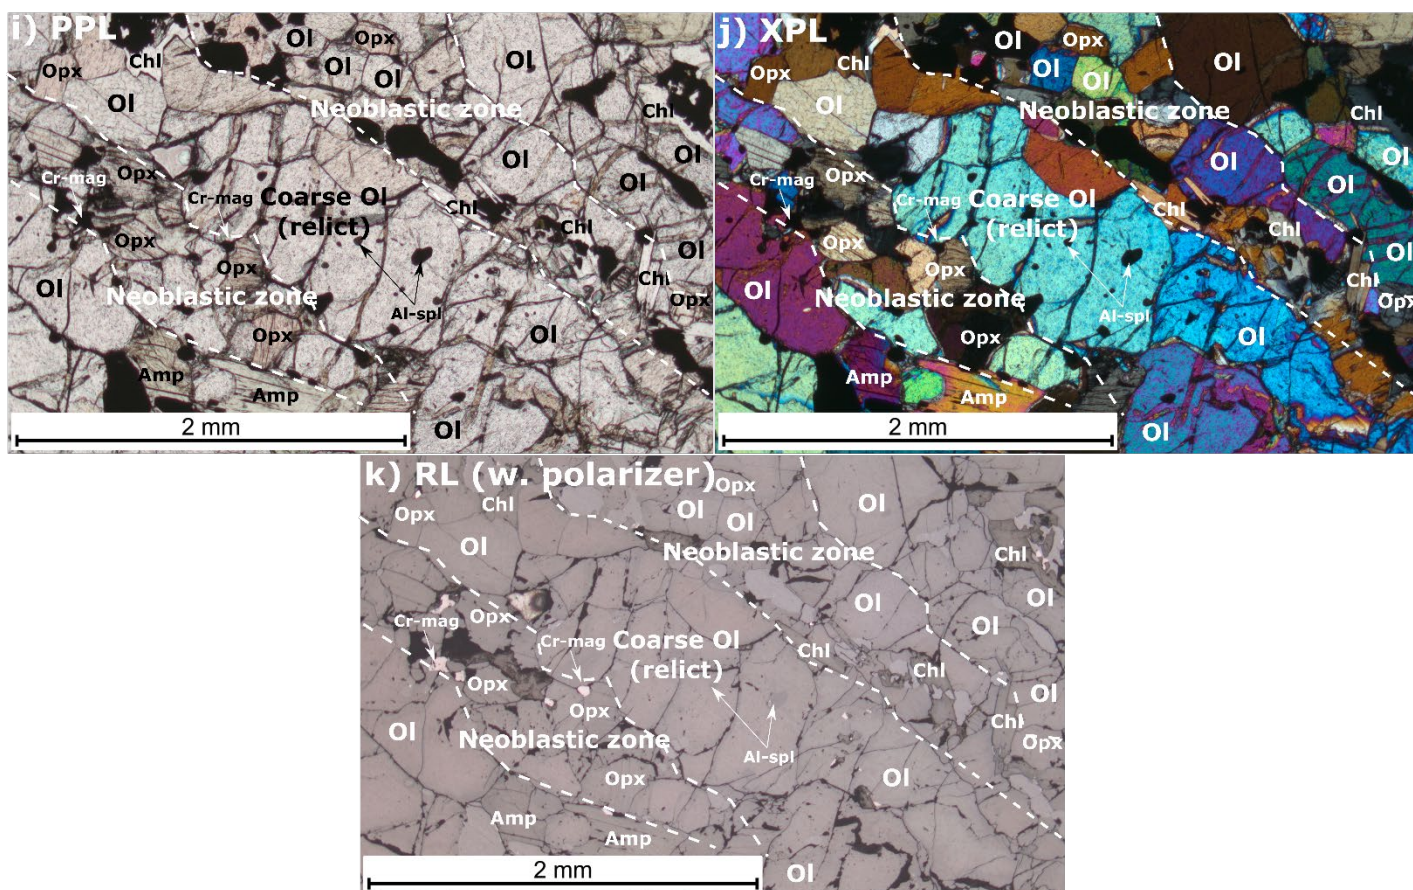 i) PPL
Ol
Opx
Ol
Chl
Ol
Opx
Ol
Neoblastic zone
Chl
Ol
Ol
Opx
Cr-mag
Cr-mag
Coarse Ol
(relict)
Chl
Chl
Opx
Ol
Opx
Chl
Ol
Neoblastic zone
Opx
Al-spl
Opx
Ol
Amp
Amp
Ol
2 mm
j) XPL
Ol
Opx
Ol
Chl
Ol
Opx
Ol
Neoblastic zone
Chl
Ol
Ol
Opx
Cr-mag
Cr-mag
Coarse Ol
(relict)
Chl
Chl
Opx
Ol
Opx
Chl
Ol
Neoblastic zone
Opx
Al-spl
Opx
Ol
Amp
Amp
Ol
2 mm
k) RL (w. polarizer)
Opx
Ol
Chl
Opx
Ol
Ol
Ol
Neoblastic zone
Chl
Ol
Ol
Opx
Ol
Cr-mag
Cr-mag
Coarse Ol
(relict)
Chl
Chl
Opx
Opx
Ol
Chl
Ol
Neoblastic zone
Opx
Al-spl
Opx
Ol
Amp
Amp
Ol
2 mm